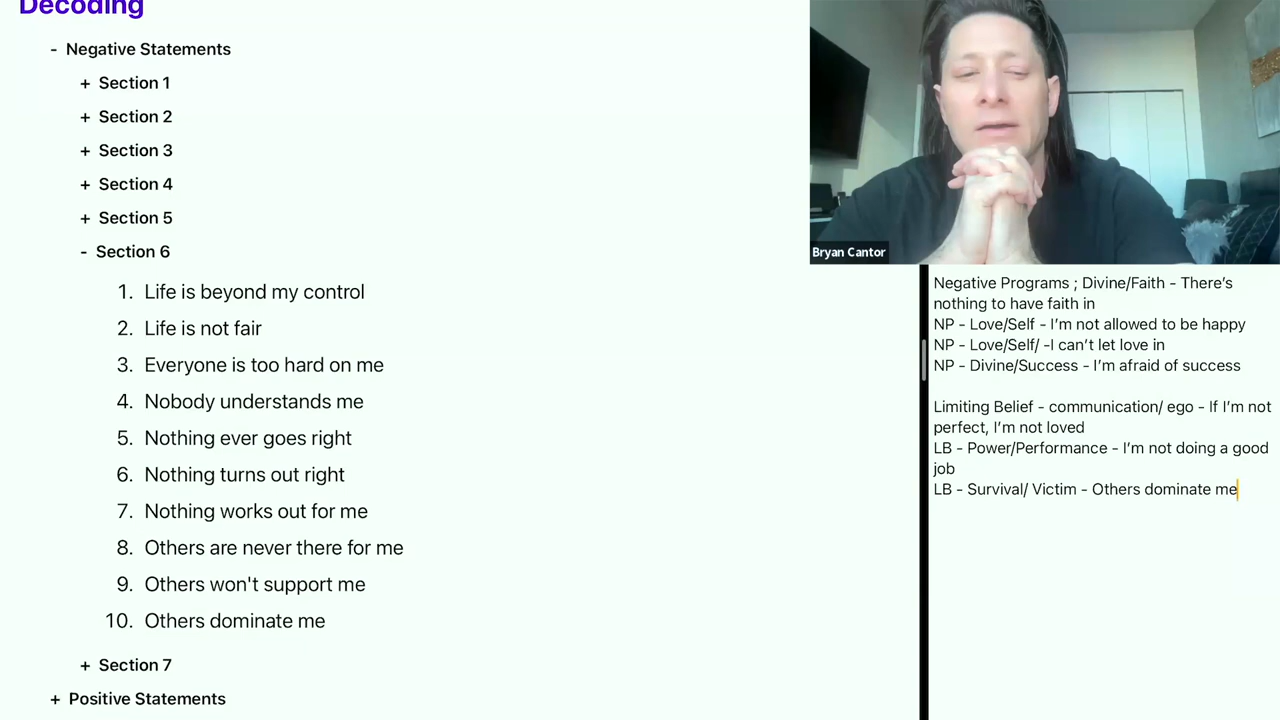 Decoding
- Negative Statements
+ Section 1
+ Section 2
+ Section 3
+ Section 4
+ Section 5
- Section 6
1. Life is beyond my control
2. Life is not fair
3. Everyone is too hard on me
4. Nobody understands me
5. Nothing ever goes right
6. Nothing turns out right
7. Nothing works out for me
8. Others are never there for me
9. Others won't support me
10. Others dominate me
+ Section 7
+ Positive Statements
Bryan Cantor
Negative Programs ; Divine/Faith - There’s
nothing to have faith in
NP - Love/Self - I’m not allowed to be happy
NP - Love/Self/ -I can’t let love in
NP - Divine/Success - I’m afraid of success
Limiting Belief - communication/ ego - If I’m not
perfect, I’m not loved
LB - Power/Performance - I’m not doing a good
job
LB - Survival/ Victim - Others dominate me